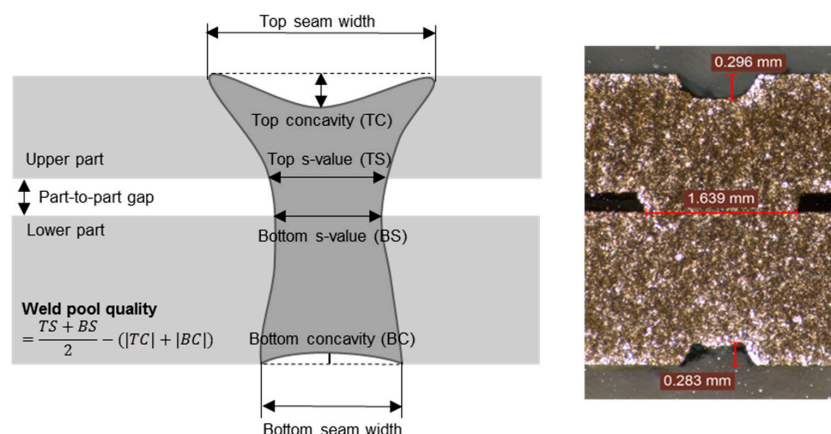 Top seam width
Top concavity (TC)
Upper part
Top s-value (TS)
Part-to-part gap
Lower part
Bottom s-value (BS)
Weld pool quality
= (TS + BS)/2 − (|TC| + |BC|)
Bottom concavity (BC)
Bottom seam width
0.296 mm
1.639 mm
0.283 mm